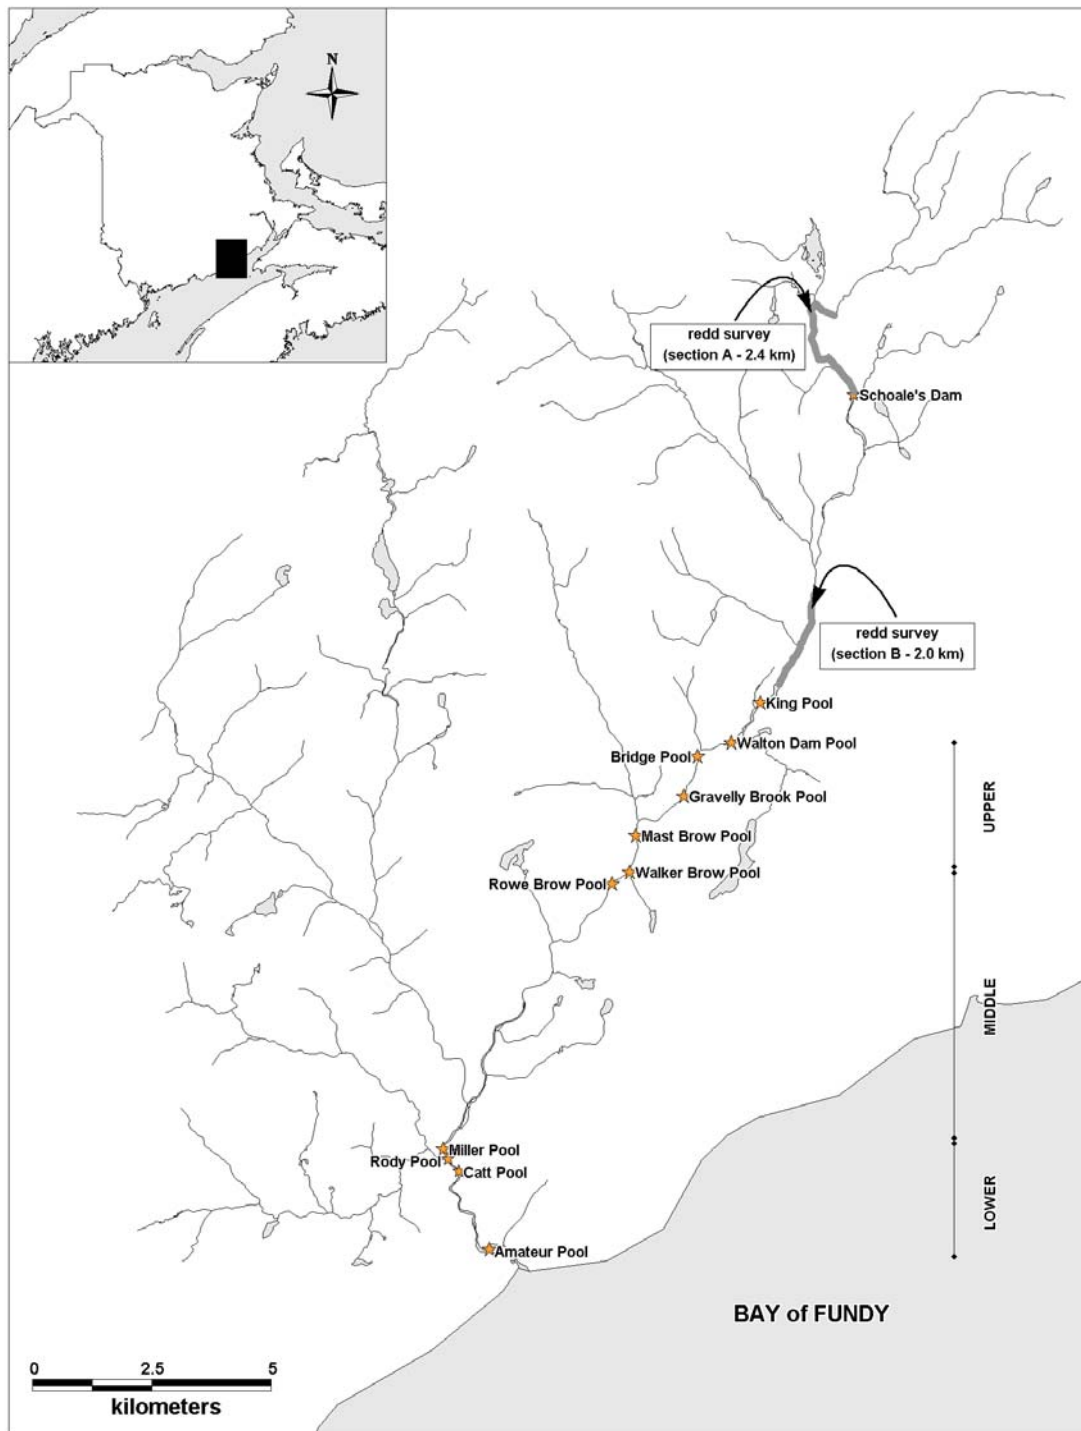 N
redd survey
(section A - 2.4 km)
Schoale's Dam
redd survey
(section B - 2.0 km)
King Pool
Walton Dam Pool
Bridge Pool
Gravelly Brook Pool
UPPER
Mast Brow Pool
Walker Brow Pool
Rowe Brow Pool
MIDDLE
Miller Pool
Rody Pool
Catt Pool
LOWER
Amateur Pool
BAY of FUNDY
0 2.5 5
kilometers